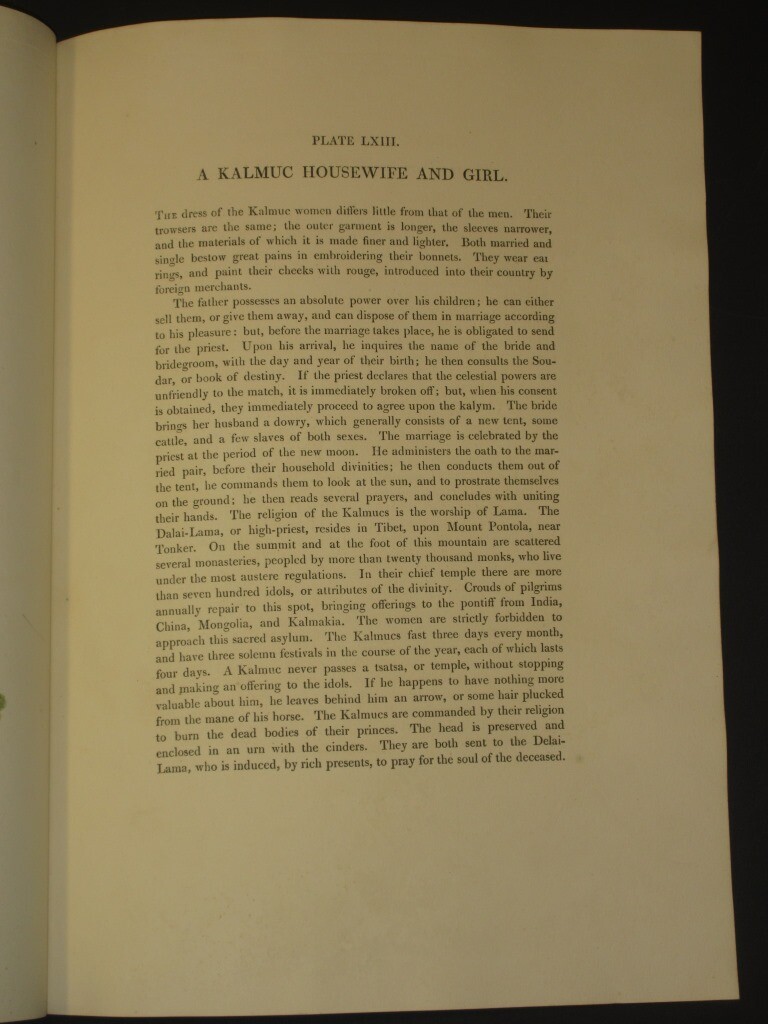 PLATE LXIII.
A KALMUC HOUSEWIFE AND GIRL.
THE dress of the Kalmuc women differs little from that of the men. Their
trowsers are the same; the outer garment is longer, the sleeves narrower,
and the materials of which it is made finer and lighter. Both married and
single bestow great pains in embroidering their bonnets. They wear ear
rings, and paint their cheeks with rouge, introduced into their country by
foreign merchants.
The father possesses an absolute power over his children; he can either
sell them, or give them away, and can dispose of them in marriage according
to his pleasure: but, before the marriage takes place, he is obligated to send
for the priest. Upon his arrival, he inquires the name of the bride and
bridegroom, with the day and year of their birth; he then consults the Sou-
dar, or book of destiny. If the priest declares that the celestial powers are
unfriendly to the match, it is immediately broken off; but, when his consent
is obtained, they immediately proceed to agree upon the kalym. The bride
brings her husband a dowry, which generally consists of a new tent, some
cattle, and a few slaves of both sexes. The marriage is celebrated by the
priest at the period of the new moon. He administers the oath to the mar-
ried pair, before their household divinities; he then conducts them out of
the tent, he commands them to look at the sun, and to prostrate themselves
on the ground; he then reads several prayers, and concludes with uniting
their hands. The religion of the Kalmucs is the worship of Lama. The
Dalai-Lama, or high-priest, resides in Tibet, upon Mount Pontola, near
Tonker. On the summit and at the foot of this mountain are scattered
several monasteries, peopled by more than twenty thousand monks, who live
under the most austere regulations. In their chief temple there are more
than seven hundred idols, or attributes of the divinity. Crouds of pilgrims
annually repair to this spot, bringing offerings to the pontiff from India,
China, Mongolia, and Kalmakia. The women are strictly forbidden to
approach this sacred asylum. The Kalmucs fast three days every month,
and have three solemn festivals in the course of the year, each of which lasts
four days. A Kalmuc never passes a tsatsa, or temple, without stopping
and making an offering to the idols. If he happens to have nothing more
valuable about him, he leaves behind him an arrow, or some hair plucked
from the mane of his horse. The Kalmucs are commanded by their religion
to burn the dead bodies of their princes. The head is preserved and
enclosed in an urn with the cinders. They are both sent to the Delai-
Lama, who is induced, by rich presents, to pray for the soul of the deceased.